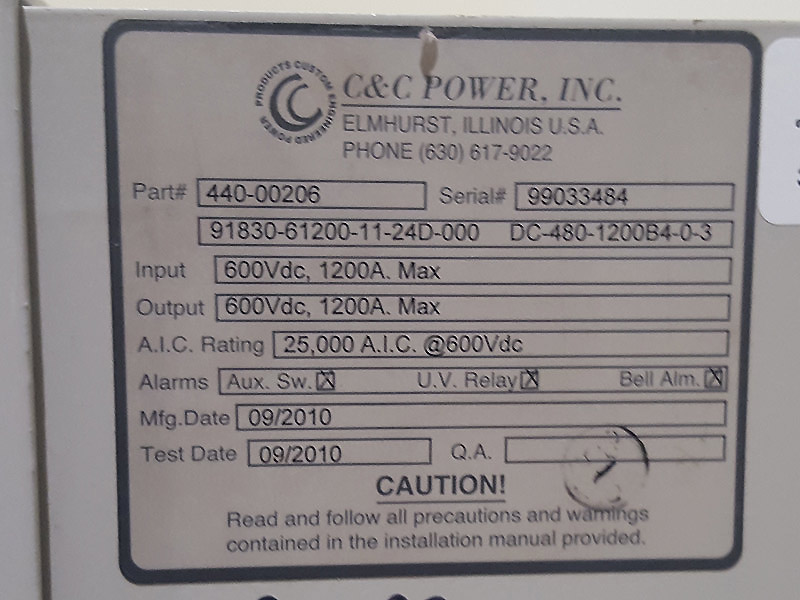 PRODUCTS CUSTOM ENGINEERED POWER
C&C POWER, INC.
ELMHURST, ILLINOIS U.S.A.
PHONE (630) 617-9022
Part# 440-00206 Serial# 99033484
91830-61200-11-24D-000 DC-480-1200B4-0-3
Input 600Vdc, 1200A. Max
Output 600Vdc, 1200A. Max
A.I.C. Rating 25,000 A.I.C. @600Vdc
Alarms Aux. Sw. ☒ U.V. Relay ☒ Bell Alm. ☒
Mfg.Date 09/2010
Test Date 09/2010 Q.A.
CAUTION!
Read and follow all precautions and warnings
contained in the installation manual provided.